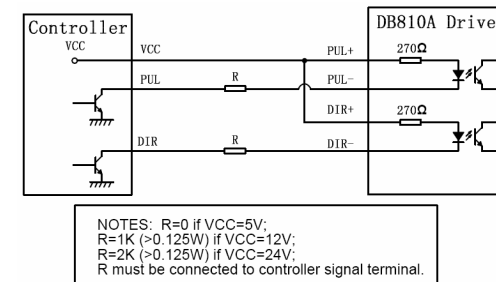 Controller
DB810A Drive
VCC
VCC
PUL+
270Ω
PUL
R
PUL-
DIR+
270Ω
DIR
R
DIR-
NOTES: R=0 if VCC=5V;
R=1K (>0.125W) if VCC=12V;
R=2K (>0.125W) if VCC=24V;
R must be connected to controller signal terminal.